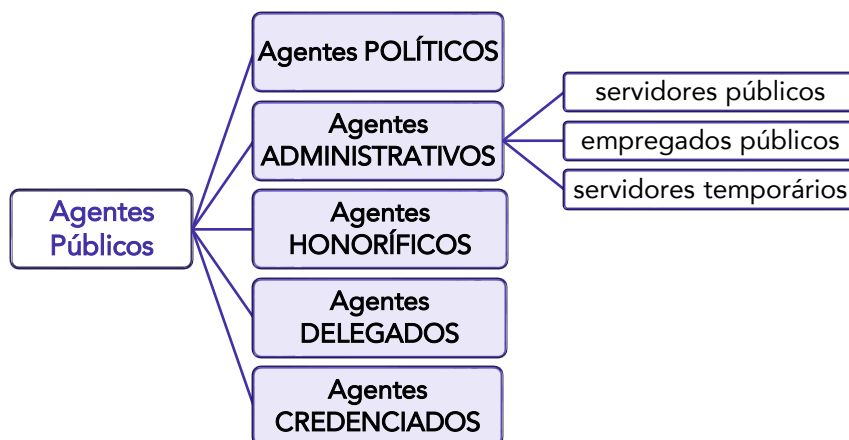 Agentes
Públicos
Agentes POLÍTICOS
Agentes
ADMINISTRATIVOS
servidores públicos
empregados públicos
servidores temporários
Agentes
HONORÍFICOS
Agentes
DELEGADOS
Agentes
CREDENCIADOS